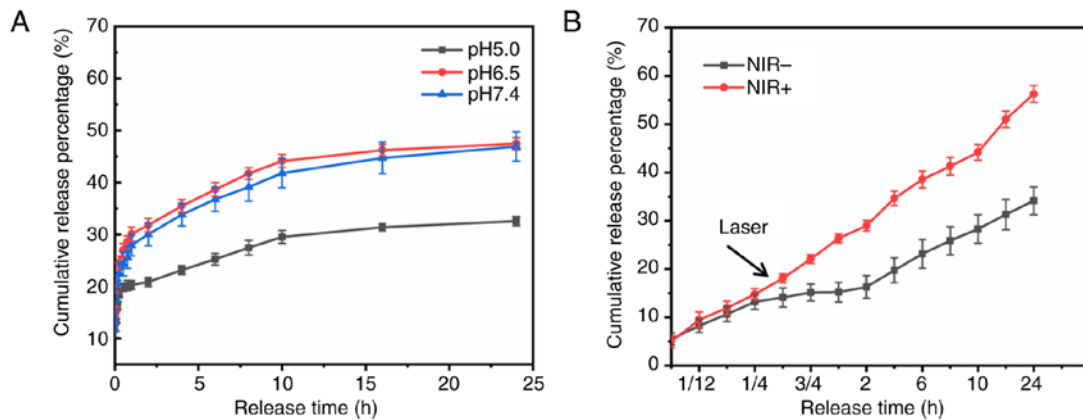 A
Cumulative release percentage (%)
70
60
50
40
30
20
10
pH5.0
pH6.5
pH7.4
0 5 10 15 20 25
Release time (h)
B
Cumulative release percentage (%)
70
60
50
40
30
20
10
0
NIR–
NIR+
Laser
1/12 1/4 3/4 2 6 10 24
Release time (h)